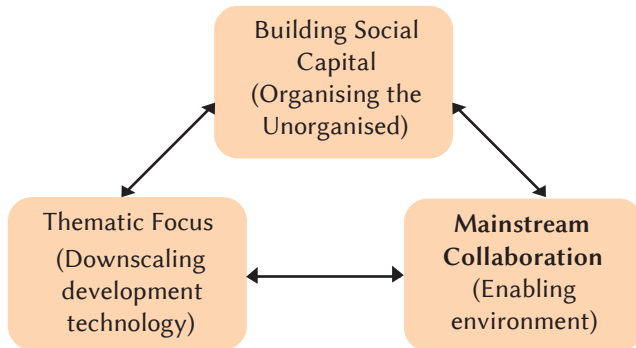 Building Social
Capital
(Organising the
Unorganised)
Thematic Focus
(Downscaling
development
technology)
Mainstream
Collaboration
(Enabling
environment)